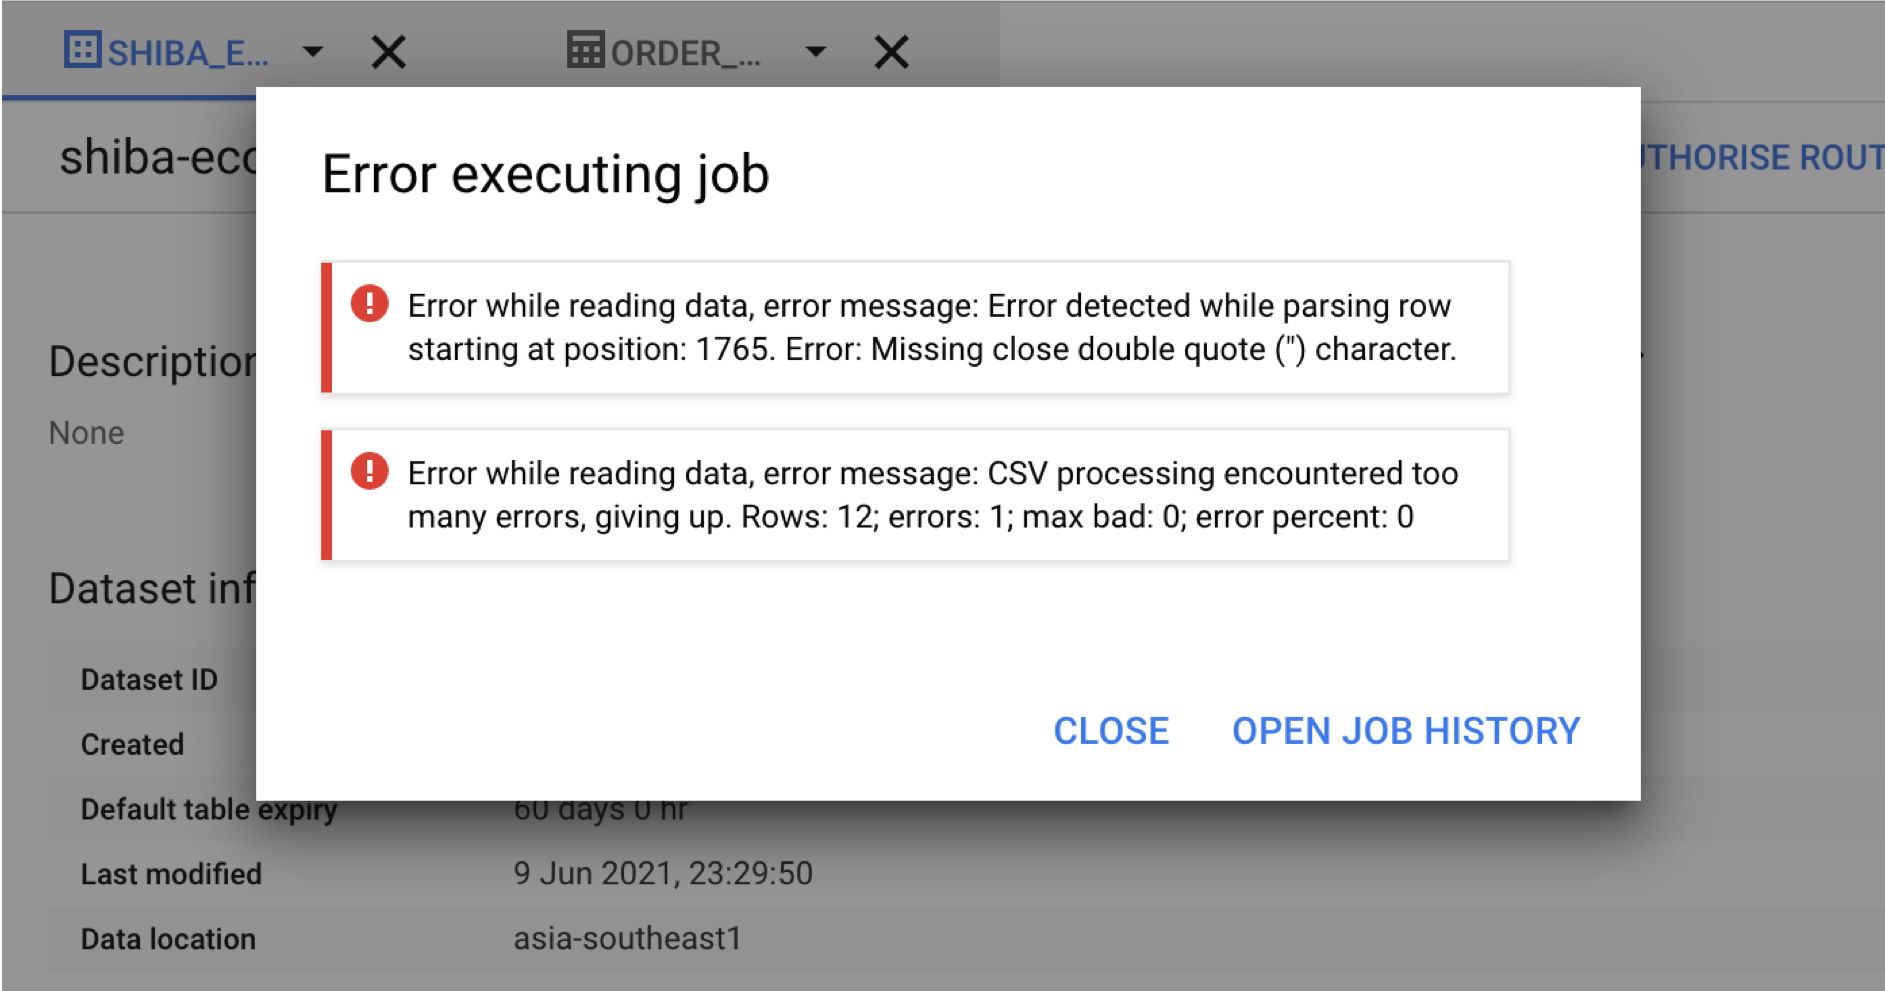 SHIBA_E...
ORDER_...
shiba-ecc
THORISE ROUT
Error executing job
Error while reading data, error message: Error detected while parsing row
starting at position: 1765. Error: Missing close double quote (") character.
Error while reading data, error message: CSV processing encountered too
many errors, giving up. Rows: 12; errors: 1; max bad: 0; error percent: 0
CLOSE
OPEN JOB HISTORY
Description
None
Dataset inf
Dataset ID
Created
Default table expiry
60 days 0 hr
Last modified
9 Jun 2021, 23:29:50
Data location
asia-southeast1